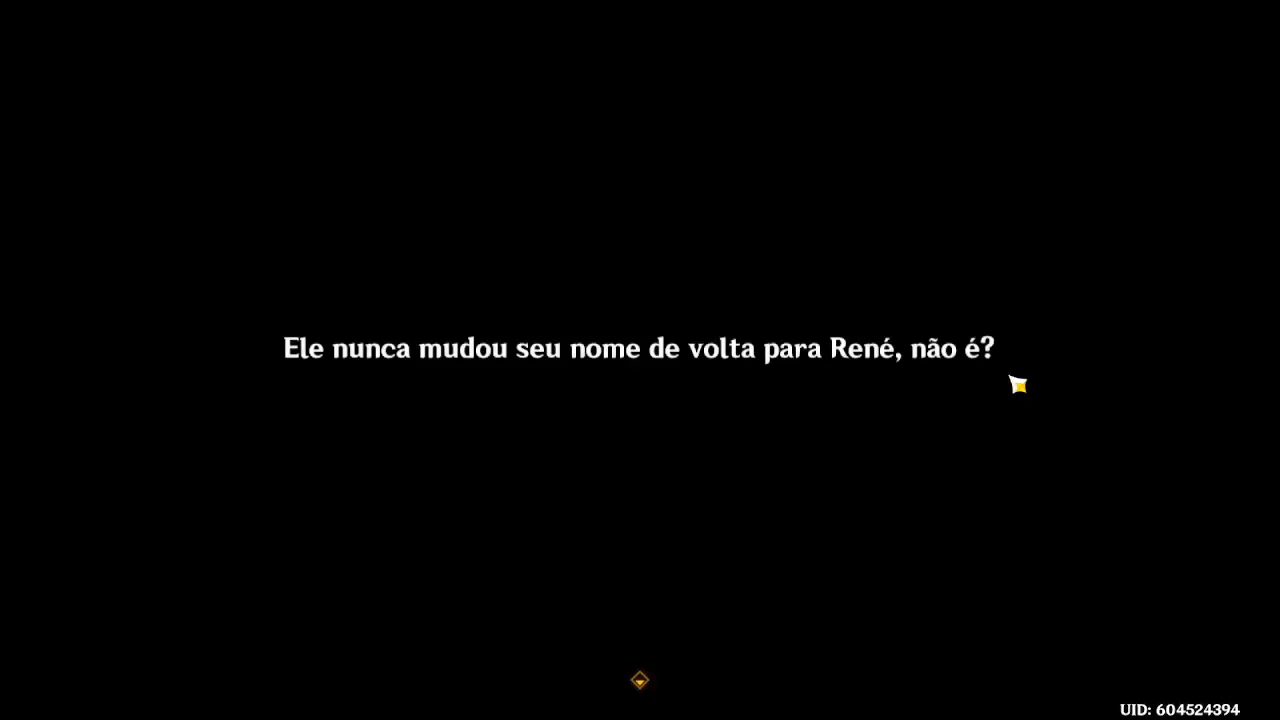 Ele nunca mudou seu nome de volta para René, não é?
UID: 604524394